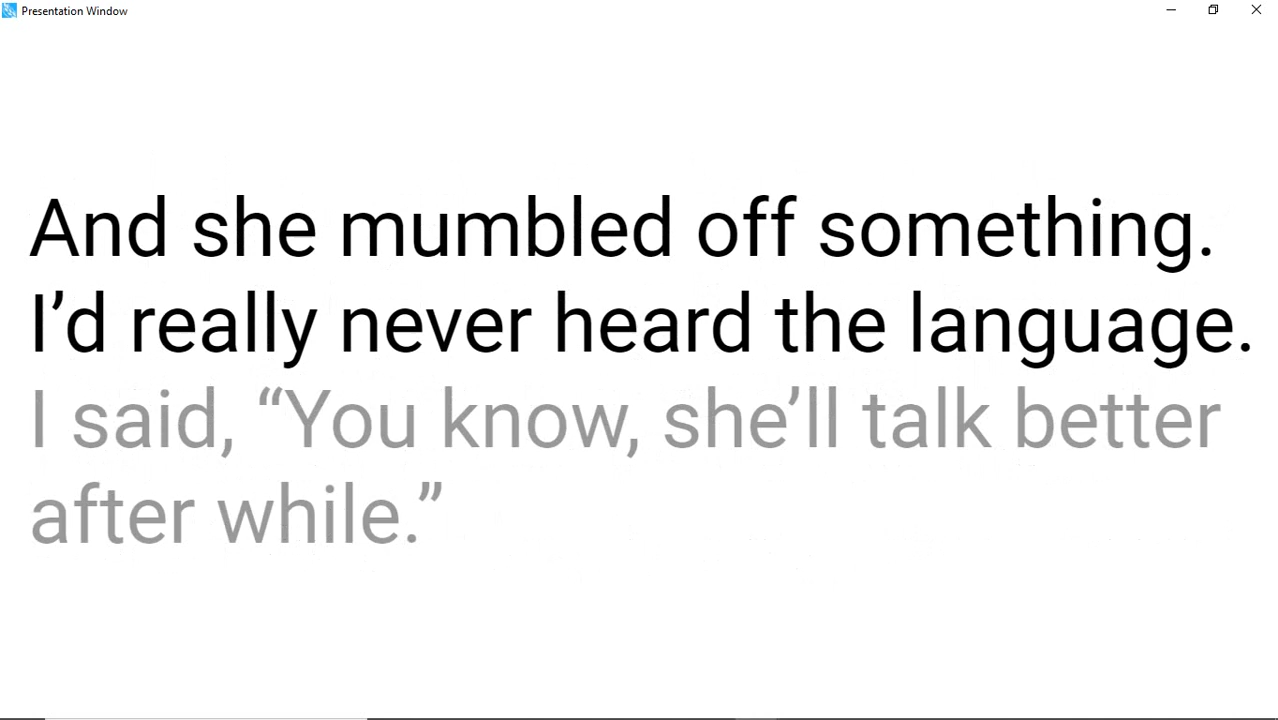 Presentation Window
And she mumbled off something.
I’d really never heard the language.
I said, “You know, she’ll talk better
after while.”